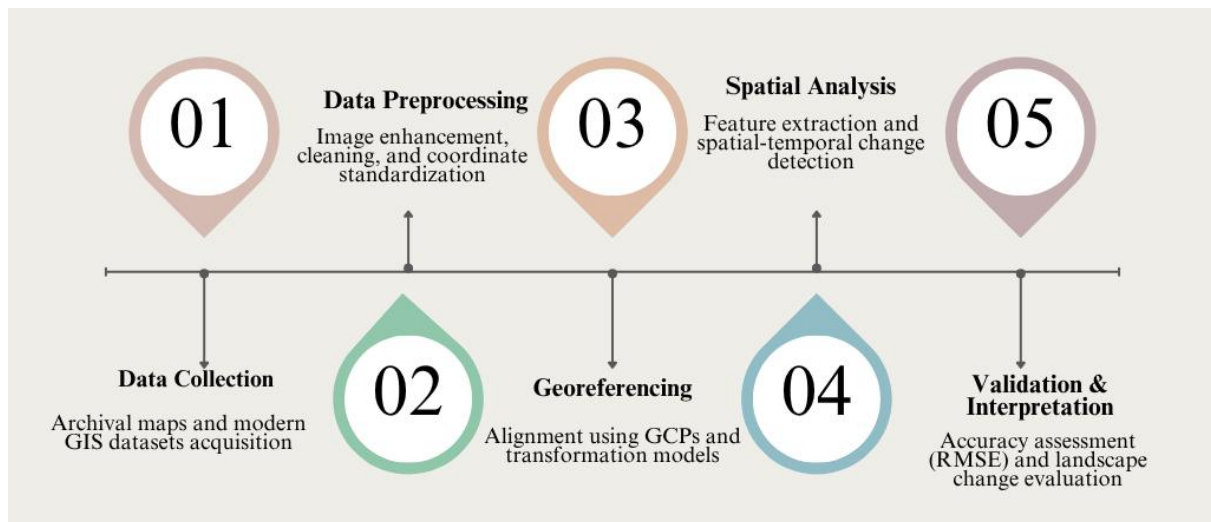 01
Data Collection
Archival maps and modern
GIS datasets acquisition
02
Data Preprocessing
Image enhancement,
cleaning, and coordinate
standardization
03
Georeferencing
Alignment using GCPs and
transformation models
04
Spatial Analysis
Feature extraction and
spatial-temporal change
detection
05
Validation &
Interpretation
Accuracy assessment
(RMSE) and landscape
change evaluation